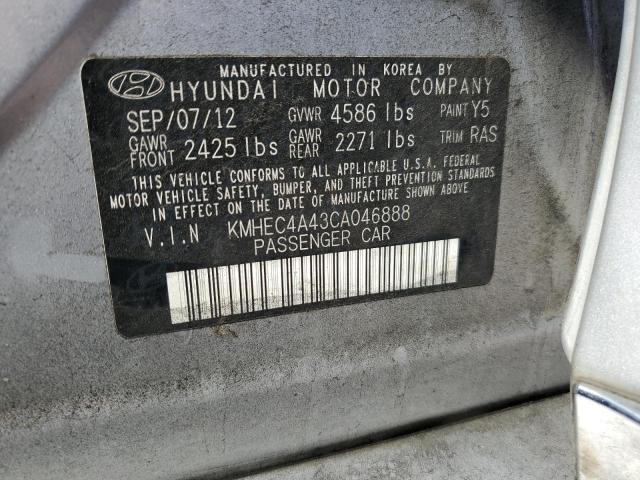 MANUFACTURED IN KOREA BY
HYUNDAI MOTOR COMPANY
SEP/07/12 GVWR 4586 lbs PAINT Y5
GAWR FRONT 2425 lbs GAWR REAR 2271 lbs TRIM RAS
THIS VEHICLE CONFORMS TO ALL APPLICABLE U.S.A. FEDERAL
MOTOR VEHICLE SAFETY, BUMPER, AND THEFT PREVENTION STANDARDS
IN EFFECT ON THE DATE OF MANUFACTURE SHOWN ABOVE
V.I.N KMHEC4A43CA046888
PASSENGER CAR